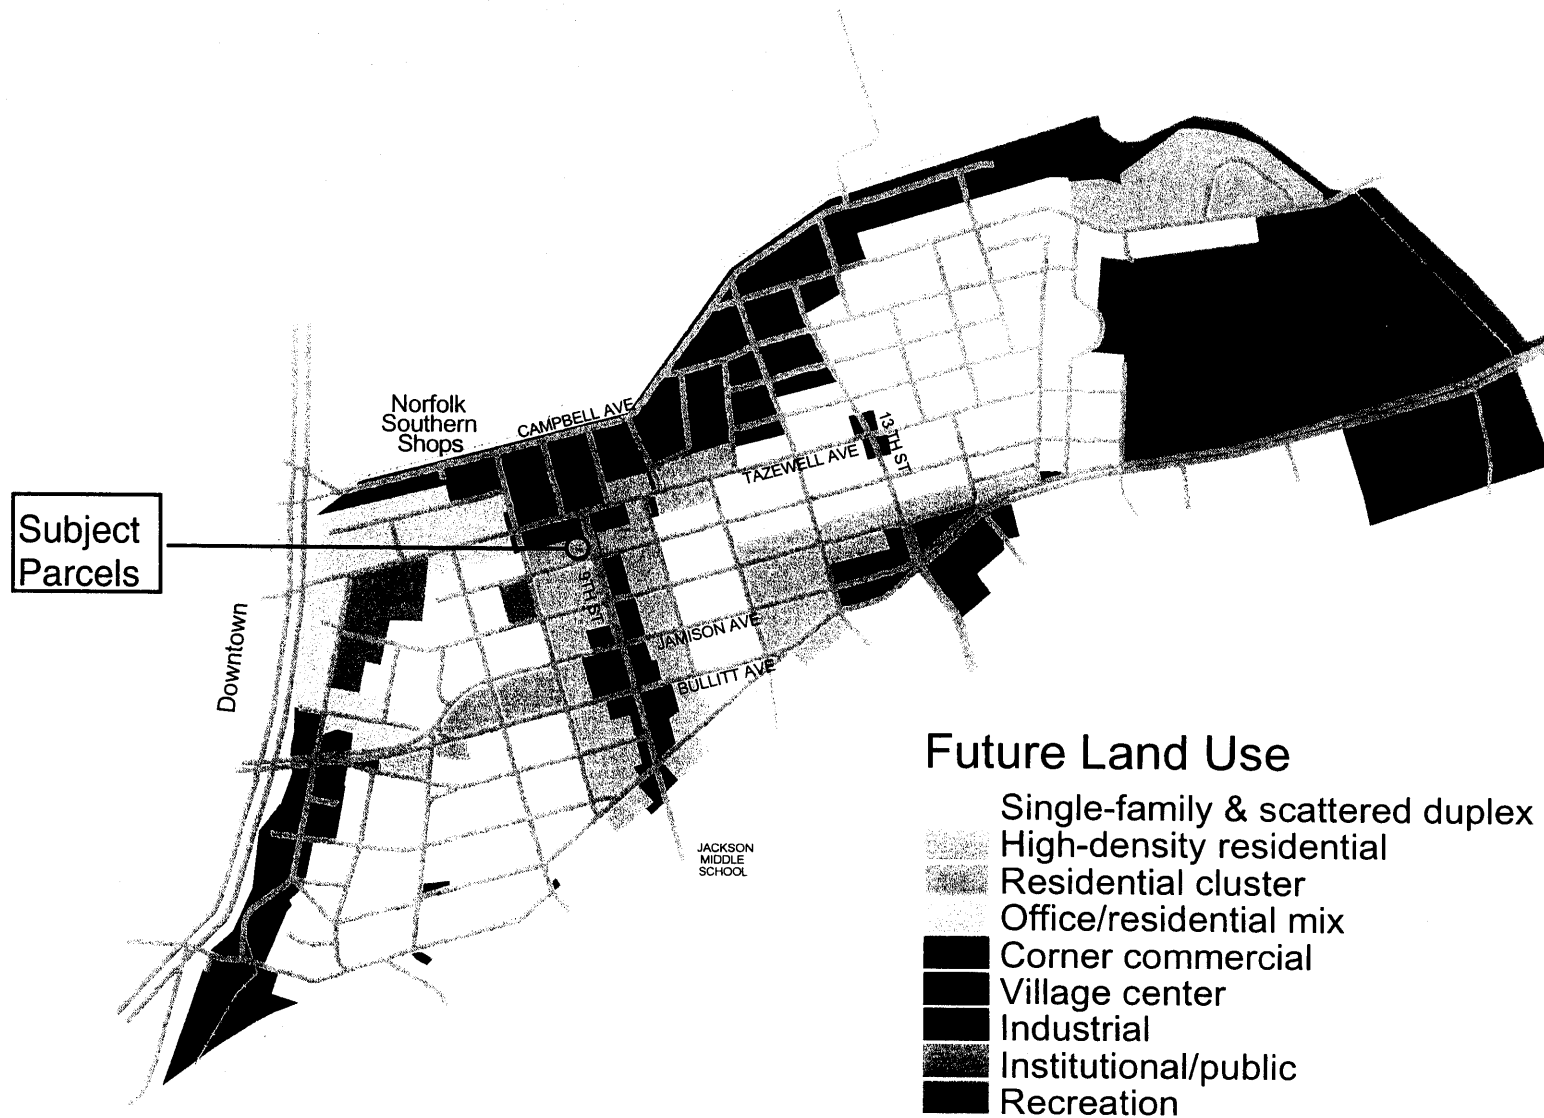 Norfolk
Southern
Shops
CAMPBELL AVE
13 TH ST
TAZEWELL AVE
Subject
Parcels
9TH ST
Downtown
JAMISON AVE
BULLITT AVE
JACKSON
MIDDLE
SCHOOL
Future Land Use
Single-family & scattered duplex
High-density residential
Residential cluster
Office/residential mix
Corner commercial
Village center
Industrial
Institutional/public
Recreation